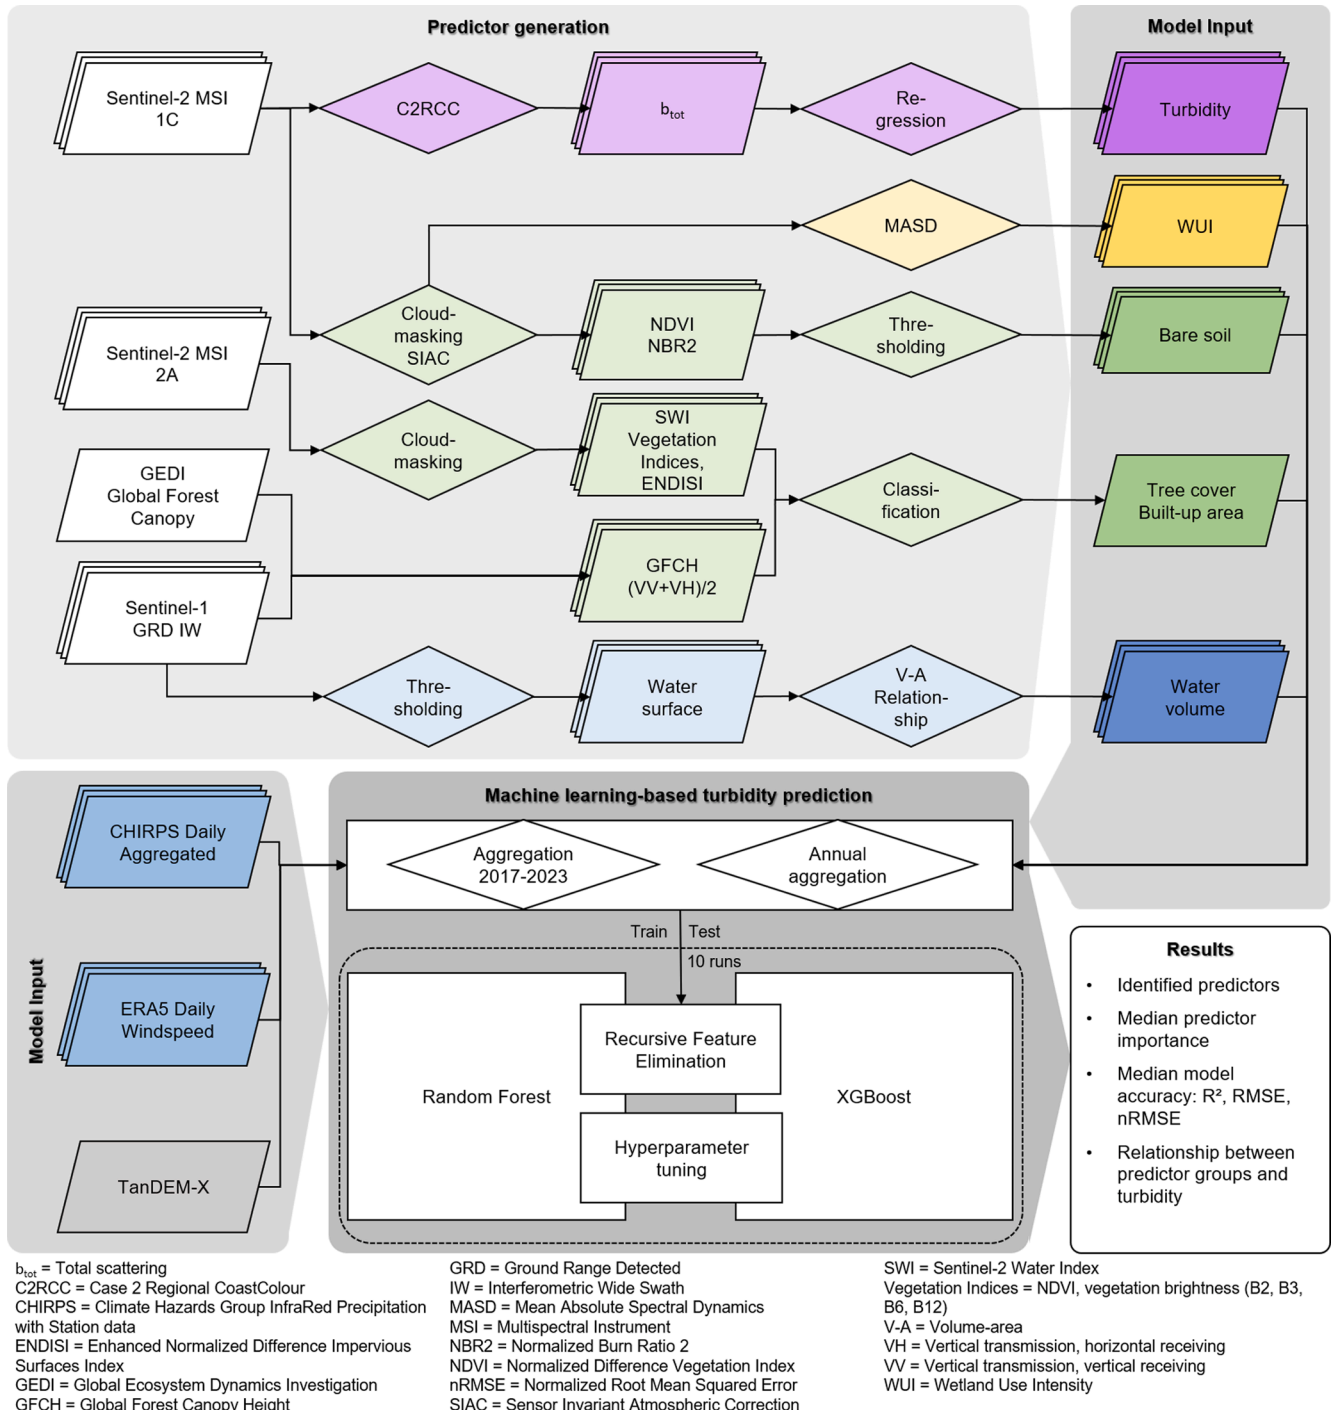 Predictor generation
Model Input
Sentinel-2 MSI
1C
C2RCC
btot
Re-
gression
Turbidity
MASD
WUI
Cloud-
masking
SIAC
NDVI
NBR2
Thre-
sholding
Bare soil
Sentinel-2 MSI
2A
Cloud-
masking
SWI
Vegetation
Indices,
ENDISI
GEDI
Global Forest
Canopy
Classi-
fication
Tree cover
Built-up area
GFCH
(VV+VH)/2
Sentinel-1
GRD IW
Thre-
sholding
Water
surface
V-A
Relation-
ship
Water
volume
Model Input
CHIRPS Daily
Aggregated
ERA5 Daily
Windspeed
TanDEM-X
Machine learning-based turbidity prediction
Aggregation
2017-2023
Annual
aggregation
Train
Test
10 runs
Random Forest
Recursive Feature
Elimination
Hyperparameter
tuning
XGBoost
Results
• Identified predictors
• Median predictor
importance
• Median model
accuracy: R², RMSE,
nRMSE
• Relationship between
predictor groups and
turbidity
btot = Total scattering
C2RCC = Case 2 Regional CoastColour
CHIRPS = Climate Hazards Group InfraRed Precipitation
with Station data
ENDISI = Enhanced Normalized Difference Impervious
Surfaces Index
GEDI = Global Ecosystem Dynamics Investigation
GFCH = Global Forest Canopy Height
GRD = Ground Range Detected
IW = Interferometric Wide Swath
MASD = Mean Absolute Spectral Dynamics
MSI = Multispectral Instrument
NBR2 = Normalized Burn Ratio 2
NDVI = Normalized Difference Vegetation Index
nRMSE = Normalized Root Mean Squared Error
SIAC = Sensor Invariant Atmospheric Correction
SWI = Sentinel-2 Water Index
Vegetation Indices = NDVI, vegetation brightness (B2, B3,
B6, B12)
V-A = Volume-area
VH = Vertical transmission, horizontal receiving
VV = Vertical transmission, vertical receiving
WUI = Wetland Use Intensity